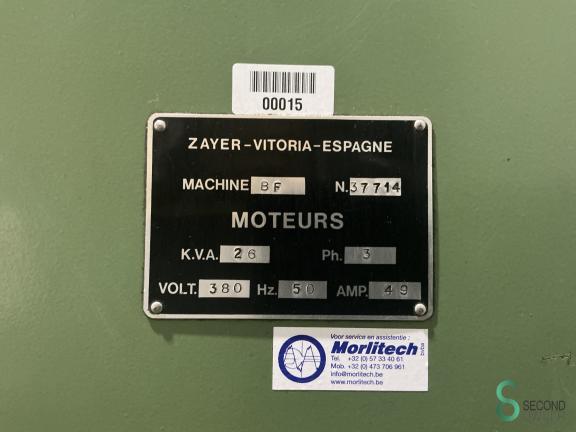 00015
ZAYER-VITORIA-ESPAGNE
MACHINE BF N. 37714
MOTEURS
K.V.A. 26 Ph. 3
VOLT. 380 Hz. 50 AMP. 49
Voor service en assistentie :
Morlitech bvba
Tel. +32 (0) 57 33 40 61
Mob. +32 (0) 473 706 961
info@morlitech.be
www.morlitech.be
SECOND